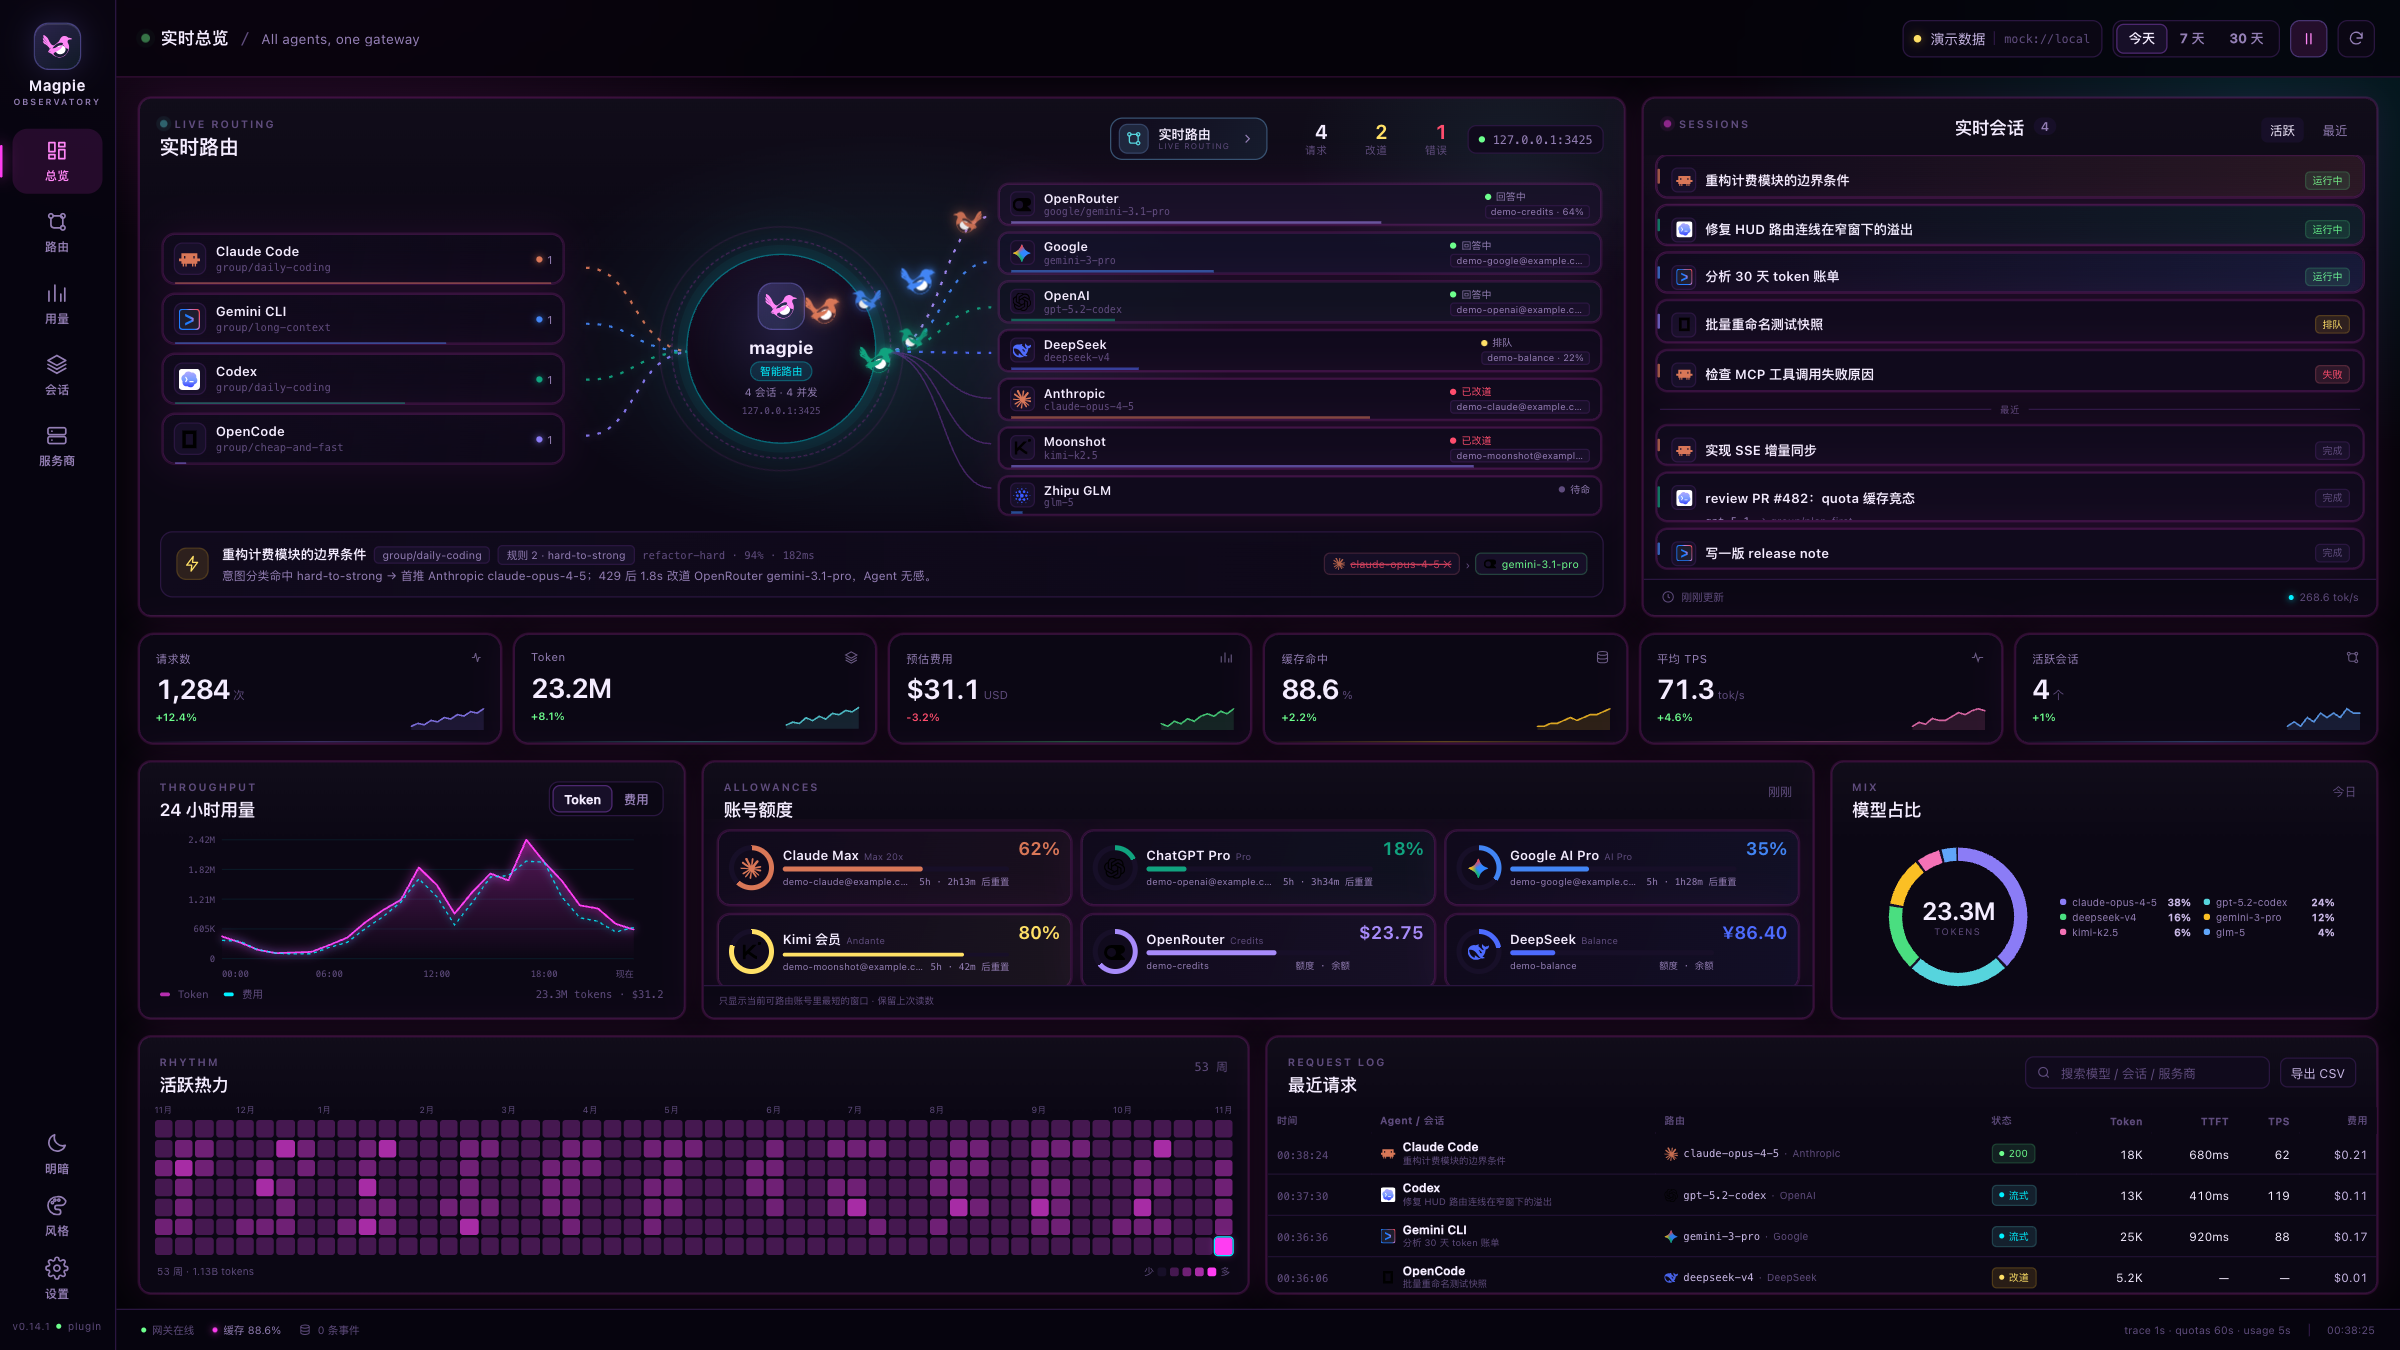 Magpie
OBSERVATORY
总览
路由
用量
会话
服务商
明暗
风格
设置
v0.14.1 plugin
实时总览 / All agents, one gateway
演示数据 mock://local
今天 7 天 30 天
LIVE ROUTING
实时路由
实时路由
LIVE ROUTING
4 请求
2 改道
1 错误
127.0.0.1:3425
Claude Code
group/daily-coding
1
Gemini CLI
group/long-context
1
Codex
group/daily-coding
1
OpenCode
group/cheap-and-fast
1
magpie
智能路由
4 会话 · 4 并发
127.0.0.1:3425
OpenRouter
google/gemini-3.1-pro
回答中
demo-credits · 64%
Google
gemini-3-pro
回答中
demo-google@example.c…
OpenAI
gpt-5.2-codex
回答中
demo-openai@example.c…
DeepSeek
deepseek-v4
排队
demo-balance · 22%
Anthropic
claude-opus-4-5
已改道
demo-claude@example.c…
Moonshot
kimi-k2.5
已改道
demo-moonshot@exampl…
Zhipu GLM
glm-5
待命
重构计费模块的边界条件 group/daily-coding 规则 2 · hard-to-strong refactor-hard · 94% · 182ms
意图分类命中 hard-to-strong → 首推 Anthropic claude-opus-4-5；429 后 1.8s 改道 OpenRouter gemini-3.1-pro，Agent 无感。
claude-opus-4-5 ✕ › gemini-3.1-pro
SESSIONS
实时会话 4
活跃 最近
重构计费模块的边界条件 运行中
修复 HUD 路由连线在窄窗下的溢出 运行中
分析 30 天 token 账单 运行中
批量重命名测试快照 排队
检查 MCP 工具调用失败原因 失败
最近
实现 SSE 增量同步 完成
review PR #482：quota 缓存竞态 完成
写一版 release note 完成
刚刚更新 268.6 tok/s
请求数
1,284 次
+12.4%
Token
23.2M
+8.1%
预估费用
$31.1 USD
-3.2%
缓存命中
88.6 %
+2.2%
平均 TPS
71.3 tok/s
+4.6%
活跃会话
4 个
+1%
THROUGHPUT
24 小时用量
Token 费用
2.42M
1.82M
1.21M
605K
0
00:00 06:00 12:00 18:00 现在
Token 费用 23.3M tokens · $31.2
ALLOWANCES
账号额度
刚刚
Claude Max Max 20x 62%
demo-claude@example.c… 5h · 2h13m 后重置
ChatGPT Pro Pro 18%
demo-openai@example.c… 5h · 3h34m 后重置
Google AI Pro AI Pro 35%
demo-google@example.c… 5h · 1h28m 后重置
Kimi 会员 Andante 80%
demo-moonshot@example.c… 5h · 42m 后重置
OpenRouter Credits $23.75
demo-credits 额度 · 余额
DeepSeek Balance ¥86.40
demo-balance 额度 · 余额
只显示当前可路由账号里最短的窗口 · 保留上次读数
MIX
模型占比
今日
23.3M
TOKENS
claude-opus-4-5 38% gpt-5.2-codex 24%
deepseek-v4 16% gemini-3-pro 12%
kimi-k2.5 6% glm-5 4%
RHYTHM
活跃热力
53 周
11月 12月 1月 2月 3月 4月 5月 6月 7月 8月 9月 10月 11月
53 周 · 1.13B tokens 少 多
REQUEST LOG
最近请求
搜索模型 / 会话 / 服务商
导出 CSV
时间 Agent / 会话 路由 状态 Token TTFT TPS 费用
00:38:24 Claude Code claude-opus-4-5 · Anthropic 200 18K 680ms 62 $0.21
重构计费模块的边界条件
00:37:30 Codex gpt-5.2-codex · OpenAI 流式 13K 410ms 119 $0.11
修复 HUD 路由连线在窄窗下的溢出
00:36:36 Gemini CLI gemini-3-pro · Google 流式 25K 920ms 88 $0.17
分析 30 天 token 账单
00:36:06 OpenCode deepseek-v4 · DeepSeek 改道 5.2K — — $0.01
批量重命名测试快照
网关在线 缓存 88.6% 0 条事件
trace 1s · quotas 60s · usage 5s 00:38:25